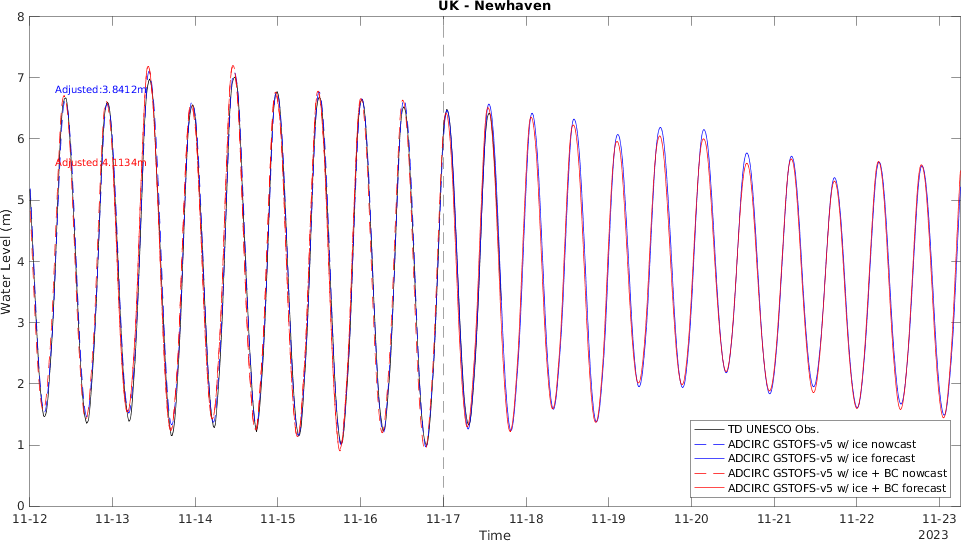 UK - Newhaven
8
7
6
5
4
3
2
1
0
Water Level (m)
Adjusted:3.8412m
Adjusted:4.1134m
TD UNESCO Obs.
ADCIRC GSTOFS-v5 w/ ice nowcast
ADCIRC GSTOFS-v5 w/ ice forecast
ADCIRC GSTOFS-v5 w/ ice + BC nowcast
ADCIRC GSTOFS-v5 w/ ice + BC forecast
11-12 11-13 11-14 11-15 11-16 11-17 11-18 11-19 11-20 11-21 11-22 11-23
Time
2023